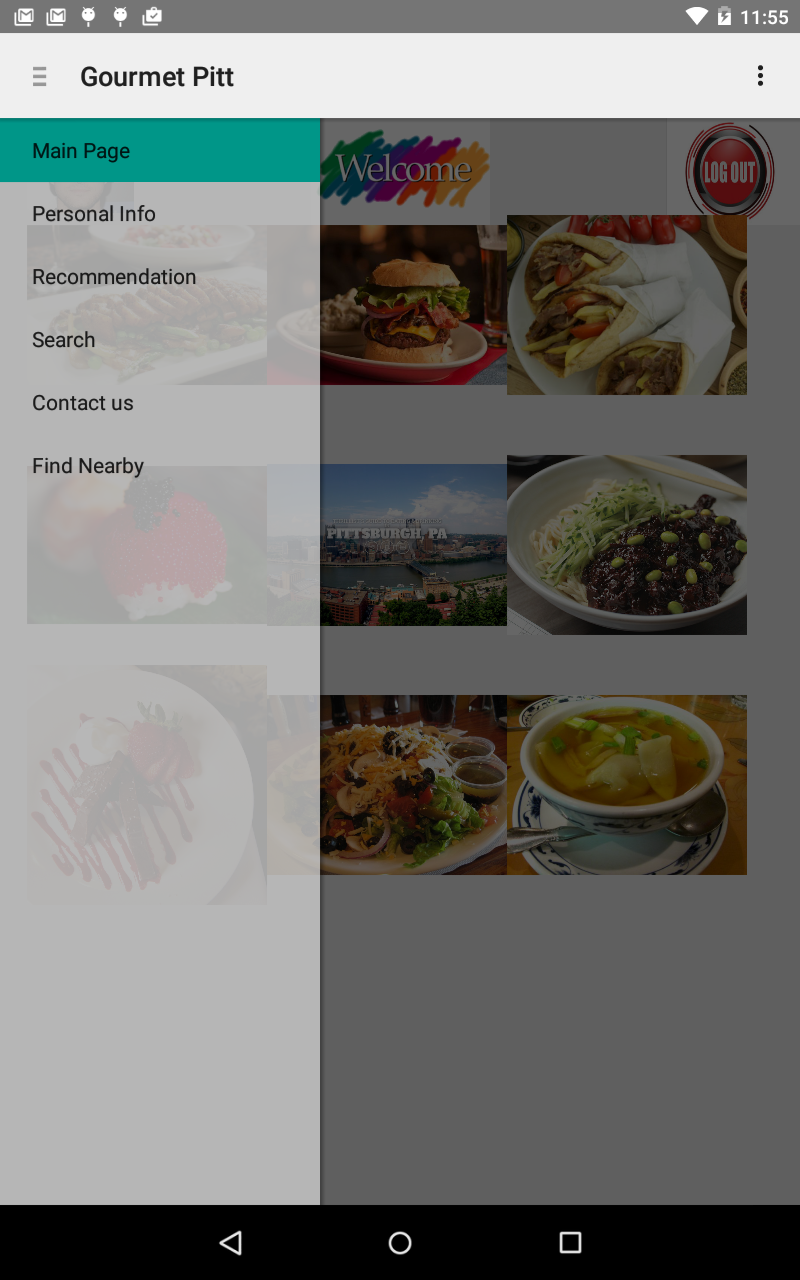 11:55
Gourmet Pitt
Main Page
Welcome
LOG OUT
Personal Info
Recommendation
Search
Contact us
Find Nearby
PITTSBURGH, PA